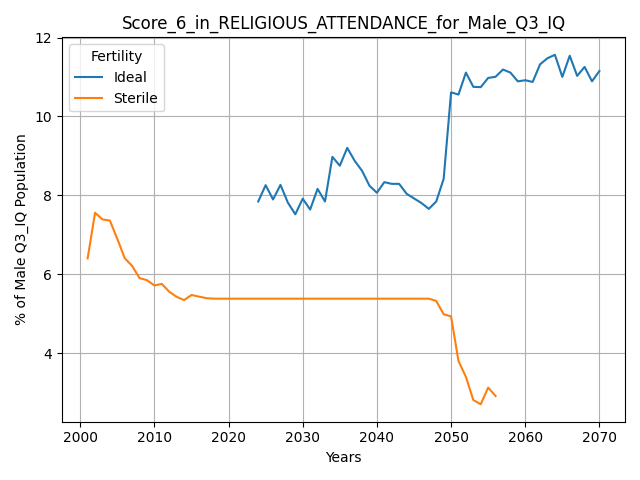 Score_6_in_RELIGIOUS_ATTENDANCE_for_Male_Q3_IQ
Fertility
Ideal
Sterile
% of Male Q3_IQ Population
12
10
8
6
4
2000 2010 2020 2030 2040 2050 2060 2070
Years